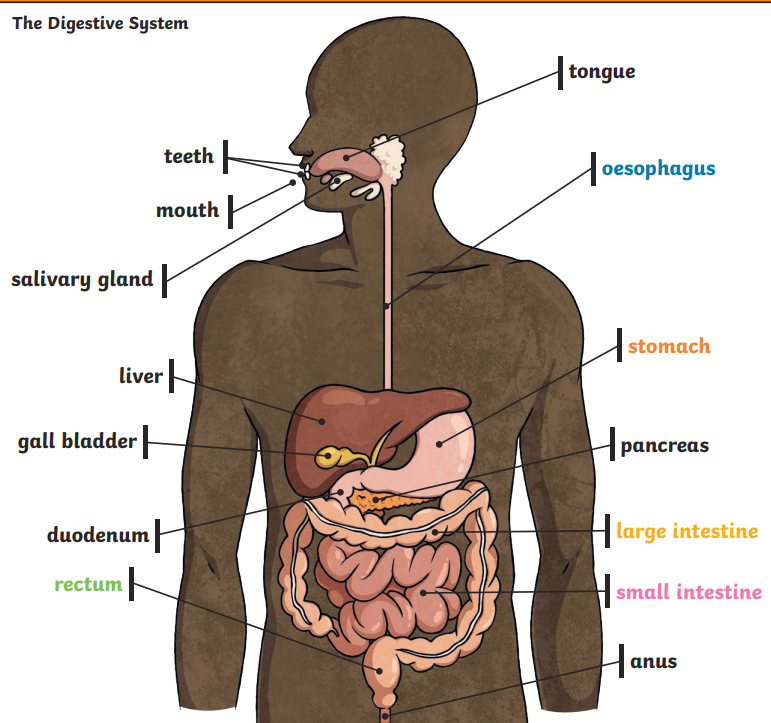 The Digestive System
tongue
teeth
oesophagus
mouth
salivary gland
stomach
liver
gall bladder
pancreas
duodenum
large intestine
rectum
small intestine
anus